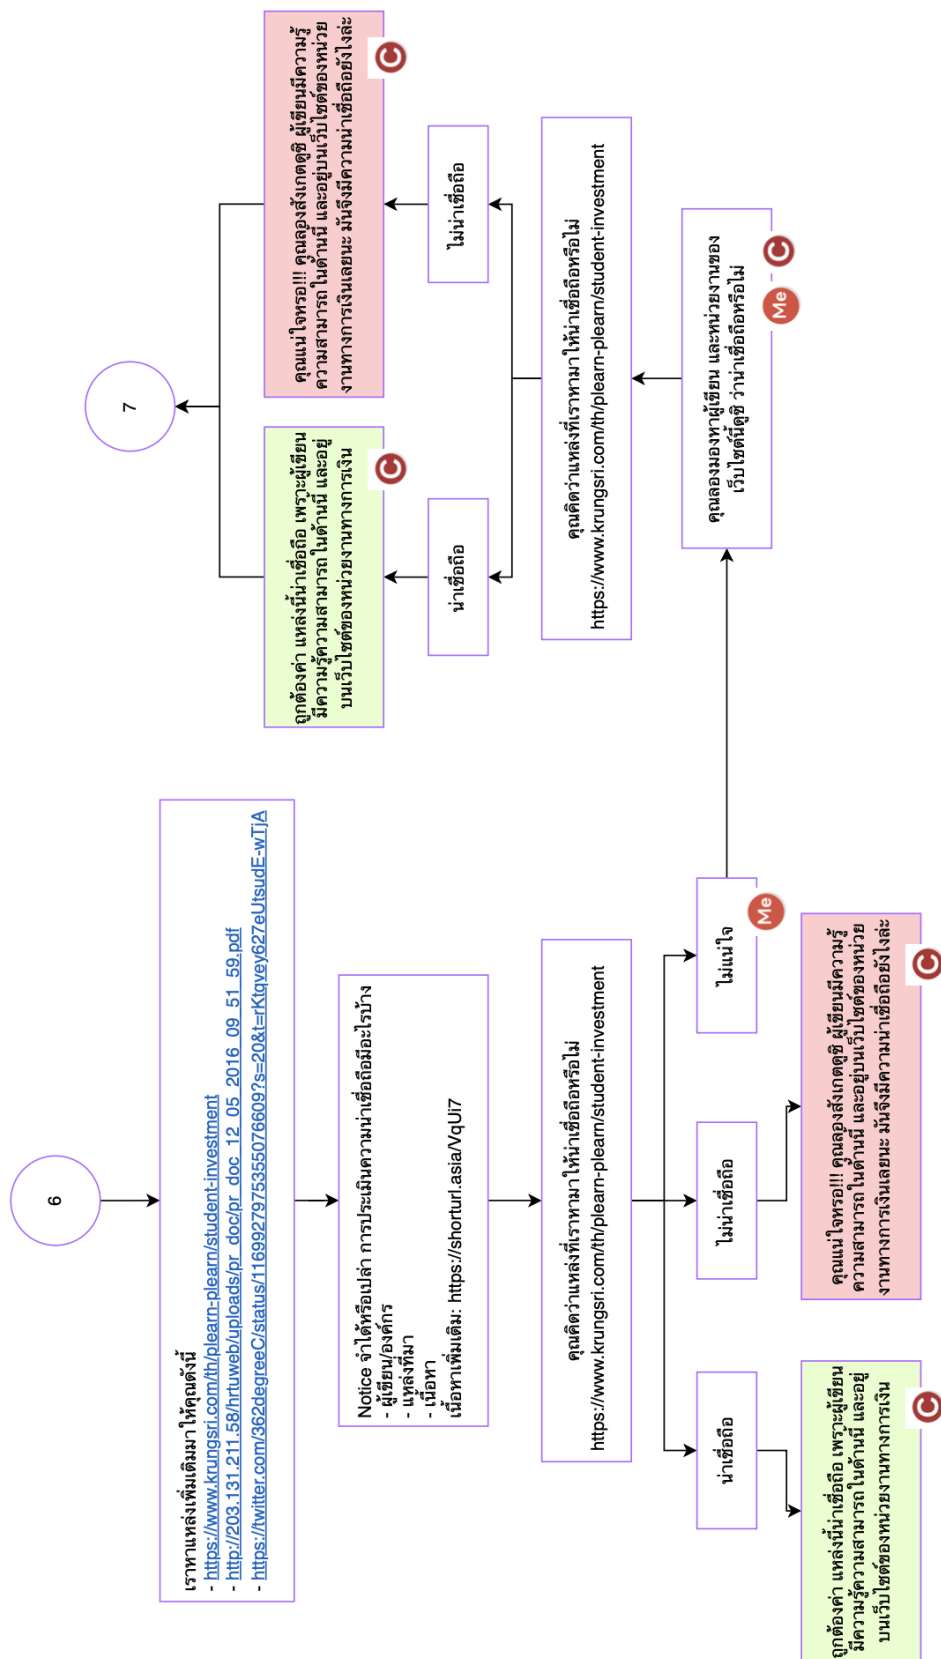 6
เราหาแหล่งเพิ่มเติมมาให้คุณดังนี้
- https://www.krungsri.com/th/plearn-plearn/student-investment
- http://203.131.211.58/hrtuweb/uploads/pr_doc/pr_doc_12_05_2016_09_51_59.pdf
- https://twitter.com/362degreeC/status/1169927975355076609?s=20&t=rKtqvey627eUtsudE-wTjA
Notice จำได้หรือเปล่า การประเมินความน่าเชื่อถือมีอะไรบ้าง
- ผู้เขียน/องค์กร
- แหล่งที่มา
- เนื้อหา
เนื้อหาเพิ่มเติม: https://shorturl.asia/VqUi7
คุณคิดว่าแหล่งที่เราหามาให้น่าเชื่อถือหรือไม่
https://www.krungsri.com/th/plearn-plearn/student-investment
น่าเชื่อถือ
ไม่น่าเชื่อถือ
ไม่แน่ใจ
Me
ถูกต้องค่า แหล่งนี้น่าเชื่อถือ เพราะผู้เขียน
มีความรู้ความสามารถในด้านนี้ และอยู่
บนเว็บไซต์ของหน่วยงานทางการเงิน
C
คุณแน่ใจหรอ!!! คุณลองสังเกตดูซิ ผู้เขียนมีความรู้
ความสามารถในด้านนี้ และอยู่บนเว็บไซต์ของหน่วย
งานทางการเงินเลยนะ มันจึงมีความน่าเชื่อถือยังไงล่ะ
C
คุณลองมองหาผู้เขียน และหน่วยงานของ
เว็บไซต์นี้ดูซิ ว่าน่าเชื่อถือหรือไม่
Me
C
คุณคิดว่าแหล่งที่เราหามาให้น่าเชื่อถือหรือไม่
https://www.krungsri.com/th/plearn-plearn/student-investment
น่าเชื่อถือ
ไม่น่าเชื่อถือ
ถูกต้องค่า แหล่งนี้น่าเชื่อถือ เพราะผู้เขียน
มีความรู้ความสามารถในด้านนี้ และอยู่
บนเว็บไซต์ของหน่วยงานทางการเงิน
C
คุณแน่ใจหรอ!!! คุณลองสังเกตดูซิ ผู้เขียนมีความรู้
ความสามารถในด้านนี้ และอยู่บนเว็บไซต์ของหน่วย
งานทางการเงินเลยนะ มันจึงมีความน่าเชื่อถือยังไงล่ะ
C
7